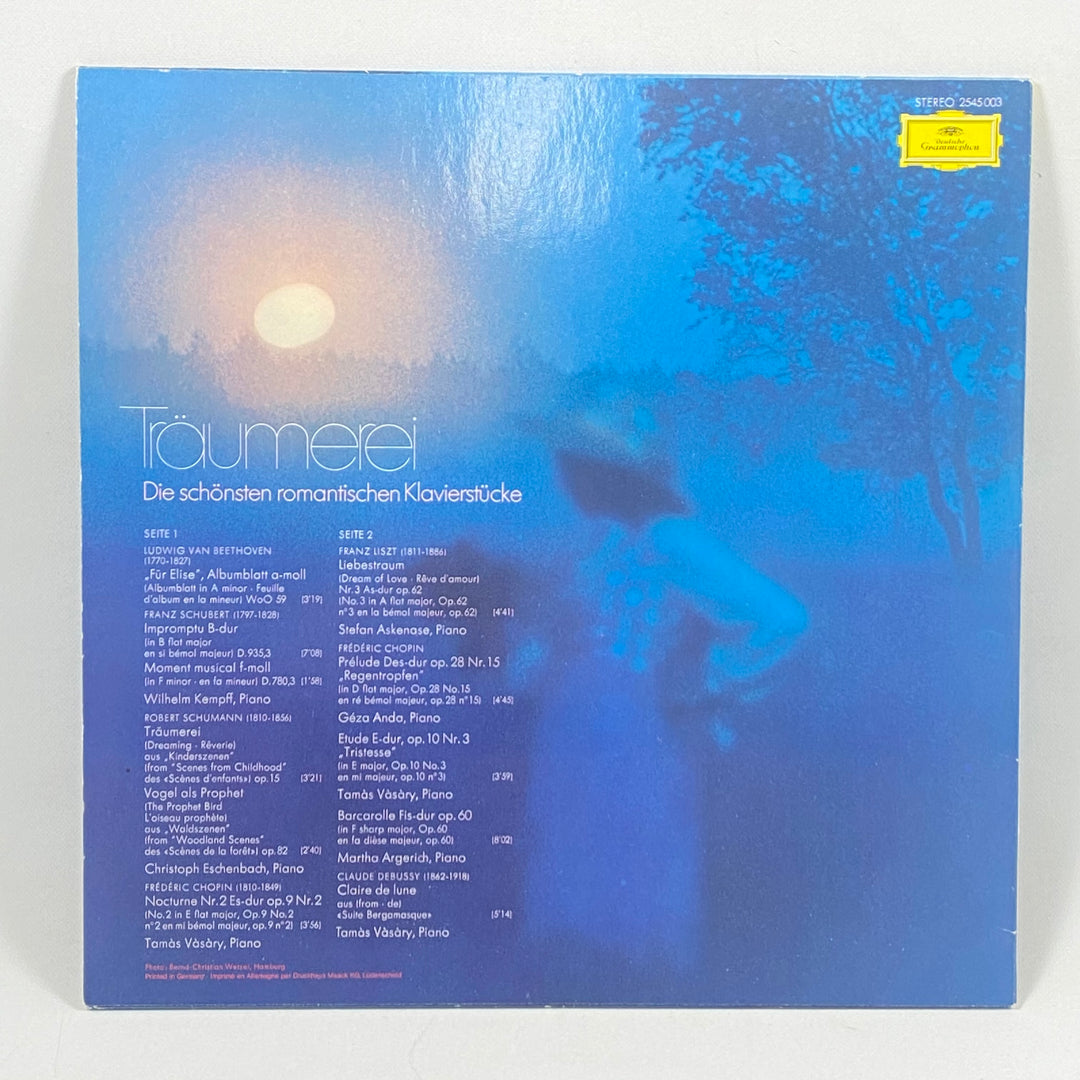 STEREO 2545 003
Deutsche
Grammophon
Träumerei
Die schönsten romantischen Klavierstücke
SEITE 1
LUDWIG VAN BEETHOVEN
(1770-1827)
„Für Elise”, Albumblatt a-moll
(Albumblatt in A minor · Feuille
d'album en la mineur) WoO 59 (3'19)
FRANZ SCHUBERT (1797-1828)
Impromptu B-dur
(in B flat major
en si bémol majeur) D.935,3 (7'08)
Moment musical f-moll
(in F minor · en fa mineur) D.780,3 (1'58)
Wilhelm Kempff, Piano
ROBERT SCHUMANN (1810-1856)
Träumerei
(Dreaming · Rêverie)
aus „Kinderszenen”
(from “Scenes from Childhood”
des «Scènes d'enfants») op.15 (3'21)
Vogel als Prophet
(The Prophet Bird
L'oiseau prophète)
aus „Waldszenen”
(from “Woodland Scenes”
des «Scènes de la forêt») op.82 (2'40)
Christoph Eschenbach, Piano
FRÉDÉRIC CHOPIN (1810-1849)
Nocturne Nr.2 Es-dur op.9 Nr.2
(No.2 in E flat major, Op.9 No.2
n°2 en mi bémol majeur, op.9 n°2) (3'56)
Tamàs Vàsàry, Piano
SEITE 2
FRANZ LISZT (1811-1886)
Liebestraum
(Dream of Love · Rêve d'amour)
Nr.3 As-dur op.62
(No.3 in A flat major, Op.62
n°3 en la bémol majeur, op.62) (4'41)
Stefan Askenase, Piano
FRÉDÉRIC CHOPIN
Prélude Des-dur op.28 Nr.15
„Regentropfen”
(in D flat major, Op.28 No.15
en ré bémol majeur, op.28 n°15) (4'45)
Géza Anda, Piano
Etude E-dur, op.10 Nr.3
„Tristesse”
(in E major, Op.10 No.3
en mi majeur, op.10 n°3) (3'59)
Tamàs Vàsàry, Piano
Barcarolle Fis-dur op.60
(in F sharp major, Op.60
en fa dièse majeur, op.60) (8'02)
Martha Argerich, Piano
CLAUDE DEBUSSY (1862-1918)
Claire de lune
aus (from · de)
«Suite Bergamasque» (5'14)
Tamàs Vàsàry, Piano
Photo: Bernd-Christian Wetzel, Hamburg
Printed in Germany · Imprimé en Allemagne par Druckhaus Maack KG, Lüdenscheid